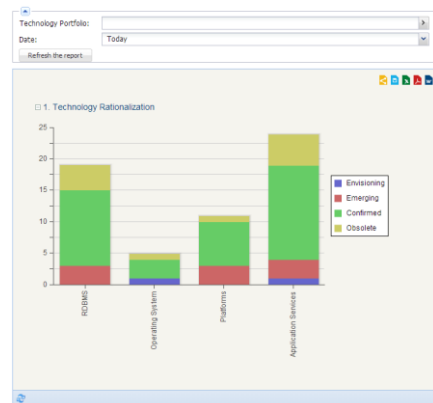 Technology Portfolio:
Date:
Today
Refresh the report
1. Technology Rationalization
25
20
15
10
5
0
RDBMS
Operating System
Platforms
Application Services
Envisioning
Emerging
Confirmed
Obsolete